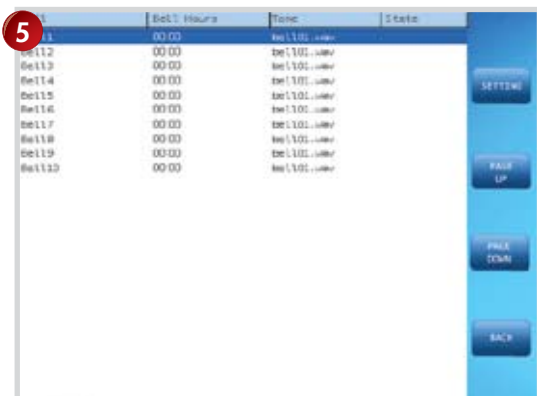 5
Bell Hours Tone State
00:00 bell01.wav
Bell2 00:00 bell01.wav
Bell3 00:00 bell01.wav
Bell4 00:00 bell01.wav
Bell5 00:00 bell01.wav
Bell6 00:00 bell01.wav
Bell7 00:00 bell01.wav
Bell8 00:00 bell01.wav
Bell9 00:00 bell01.wav
Bell10 00:00 bell01.wav
SETTING
PAGE
UP
PAGE
DOWN
BACK